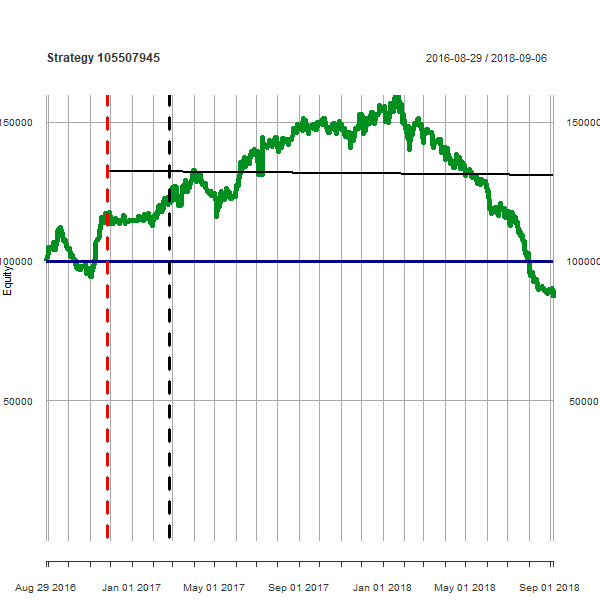 Strategy 105507945
2016-08-29 / 2018-09-06
150000
150000
100000
100000
Equity
50000
50000
Aug 29 2016
Jan 01 2017
May 01 2017
Sep 01 2017
Jan 01 2018
May 01 2018
Sep 01 2018